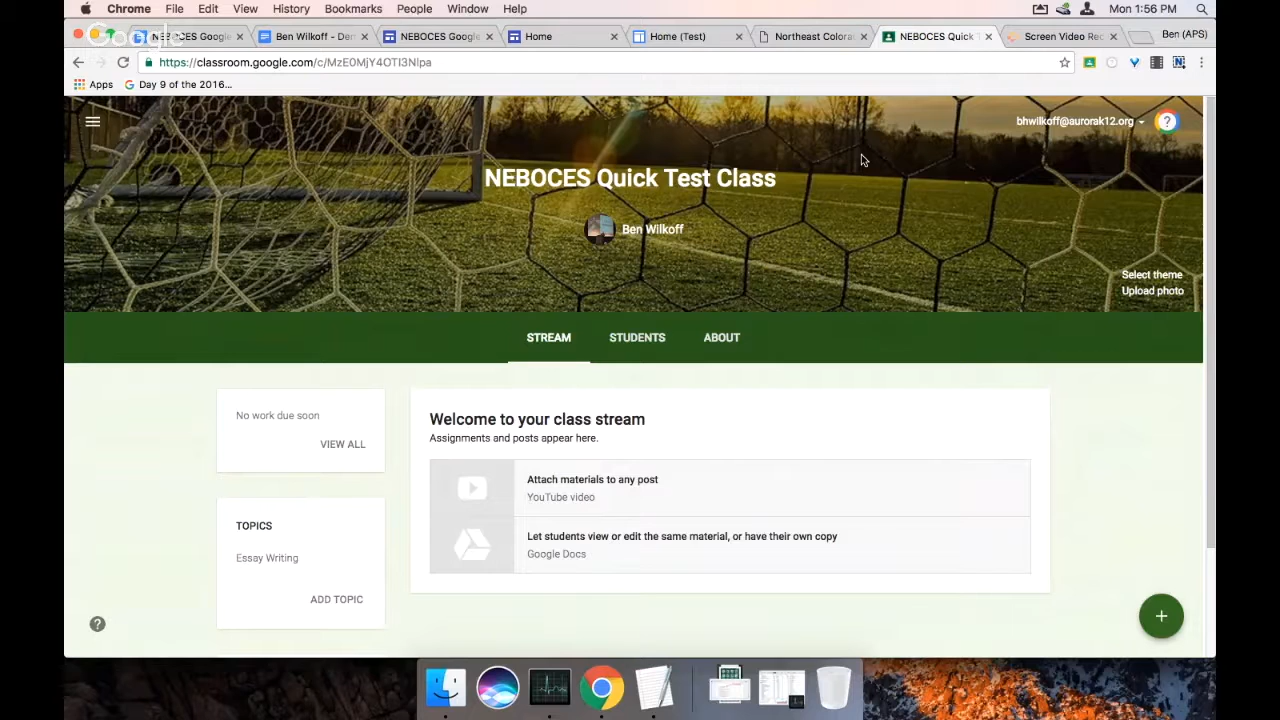 Chrome File Edit View History Bookmarks People Window Help Mon 1:56 PM
Google
NEBOCES Google Ben Wilkoff - Den NEBOCES Google Home Home (Test) Northeast Colora NEBOCES Quick T Screen Video Rec Ben (APS)
https://classroom.google.com/c/MzE0MjY4OTI3Nlpa
Apps Day 9 of the 2016...
bhwilkoff@aurorak12.org ?
NEBOCES Quick Test Class
Ben Wilkoff
Select theme
Upload photo
STREAM STUDENTS ABOUT
No work due soon
VIEW ALL
Welcome to your class stream
Assignments and posts appear here.
Attach materials to any post
YouTube video
Let students view or edit the same material, or have their own copy
Google Docs
TOPICS
Essay Writing
ADD TOPIC
?
+